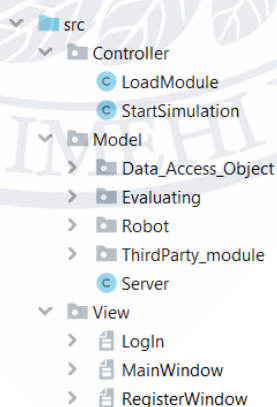 src
Controller
LoadModule
StartSimulation
Model
Data_Access_Object
Evaluating
Robot
ThirdParty_module
Server
View
LogIn
MainWindow
RegisterWindow